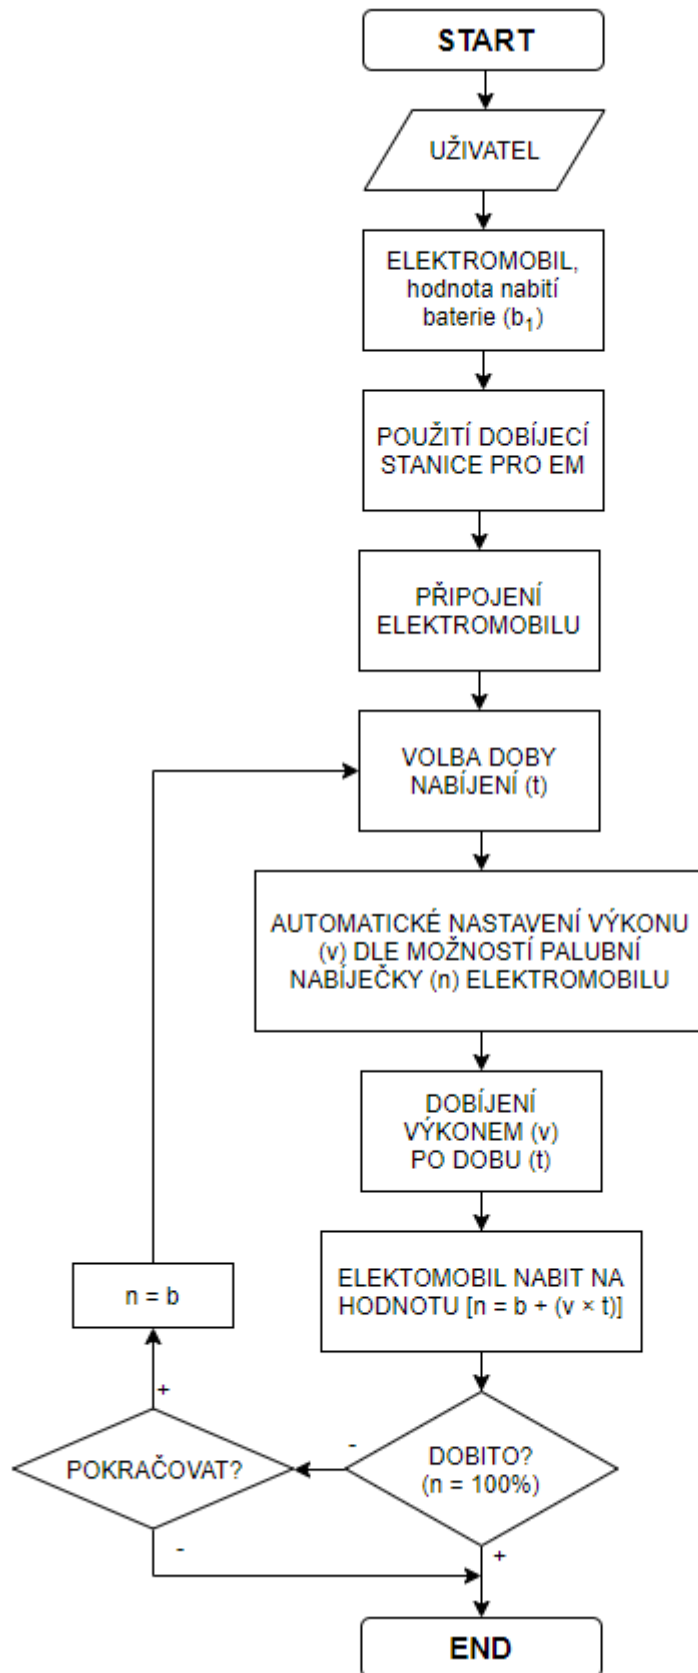 START
UŽIVATEL
ELEKTROMOBIL,
hodnota nabití
baterie (b₁)
POUŽITÍ DOBÍJECÍ
STANICE PRO EM
PŘIPOJENÍ
ELEKTROMOBILU
VOLBA DOBY
NABÍJENÍ (t)
AUTOMATICKÉ NASTAVENÍ VÝKONU
(v) DLE MOŽNOSTÍ PALUBNÍ
NABÍJEČKY (n) ELEKTROMOBILU
DOBÍJENÍ
VÝKONEM (v)
PO DOBU (t)
ELEKTOMOBIL NABIT NA
HODNOTU [n = b + (v × t)]
n = b
+
-
DOBITO?
(n = 100%)
POKRAČOVAT?
-
+
END